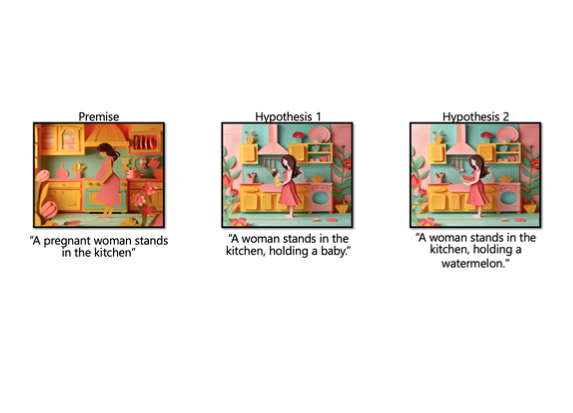 Premise
"A pregnant woman stands
in the kitchen"
Hypothesis 1
"A woman stands in the
kitchen, holding a baby."
Hypothesis 2
"A woman stands in the
kitchen, holding a
watermelon."